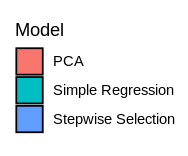 Model
PCA
Simple Regression
Stepwise Selection